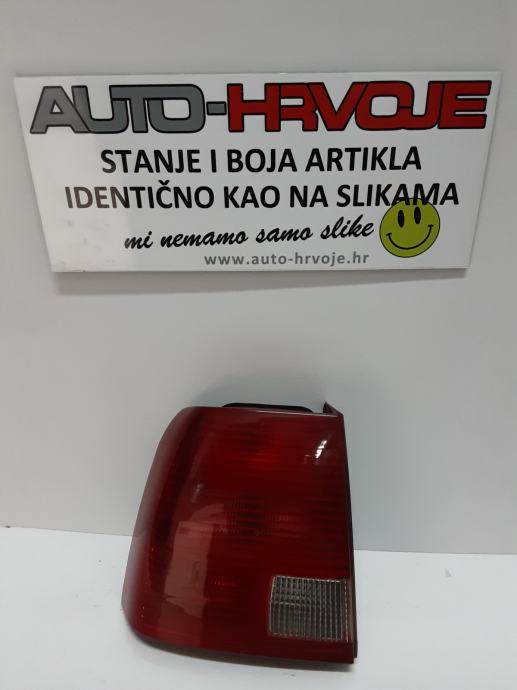 AUTO-HRVOJE
STANJE I BOJA ARTIKLA
IDENTIČNO KAO NA SLIKAMA
mi nemamo samo slike
www.auto-hrvoje.hr